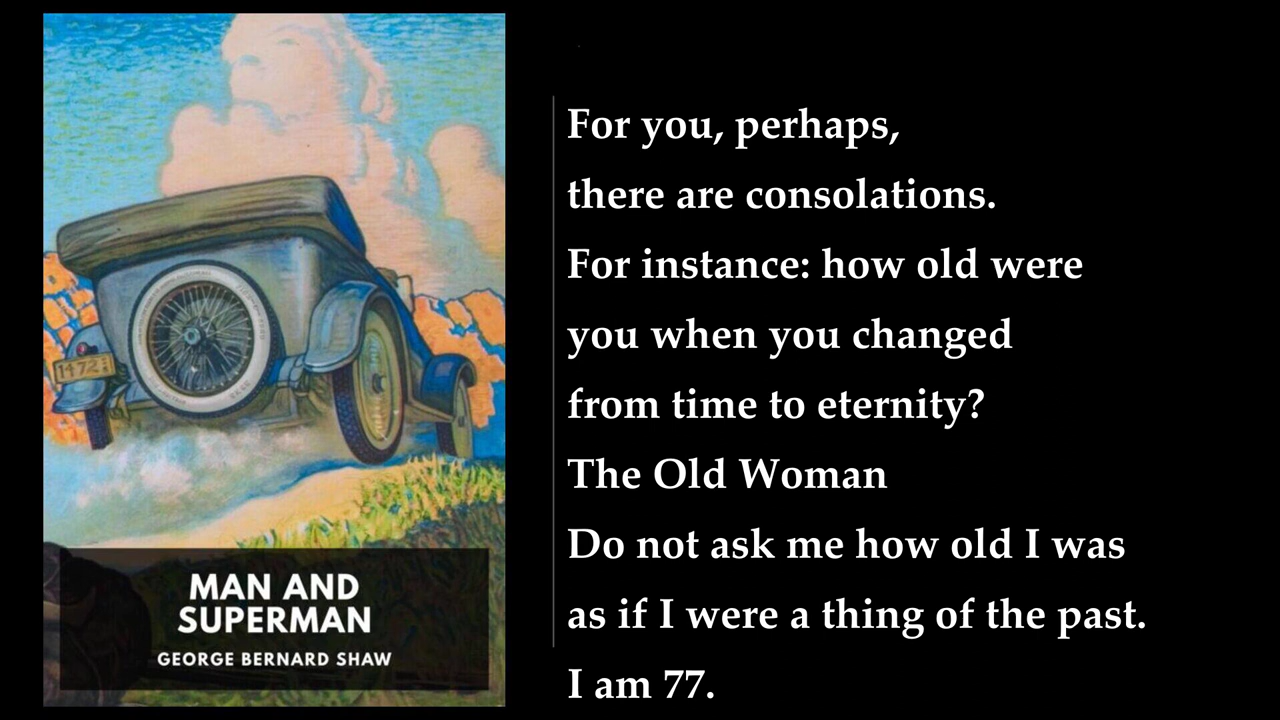 1472
MAN AND
SUPERMAN
GEORGE BERNARD SHAW
For you, perhaps,
there are consolations.
For instance: how old were
you when you changed
from time to eternity?
The Old Woman
Do not ask me how old I was
as if I were a thing of the past.
I am 77.